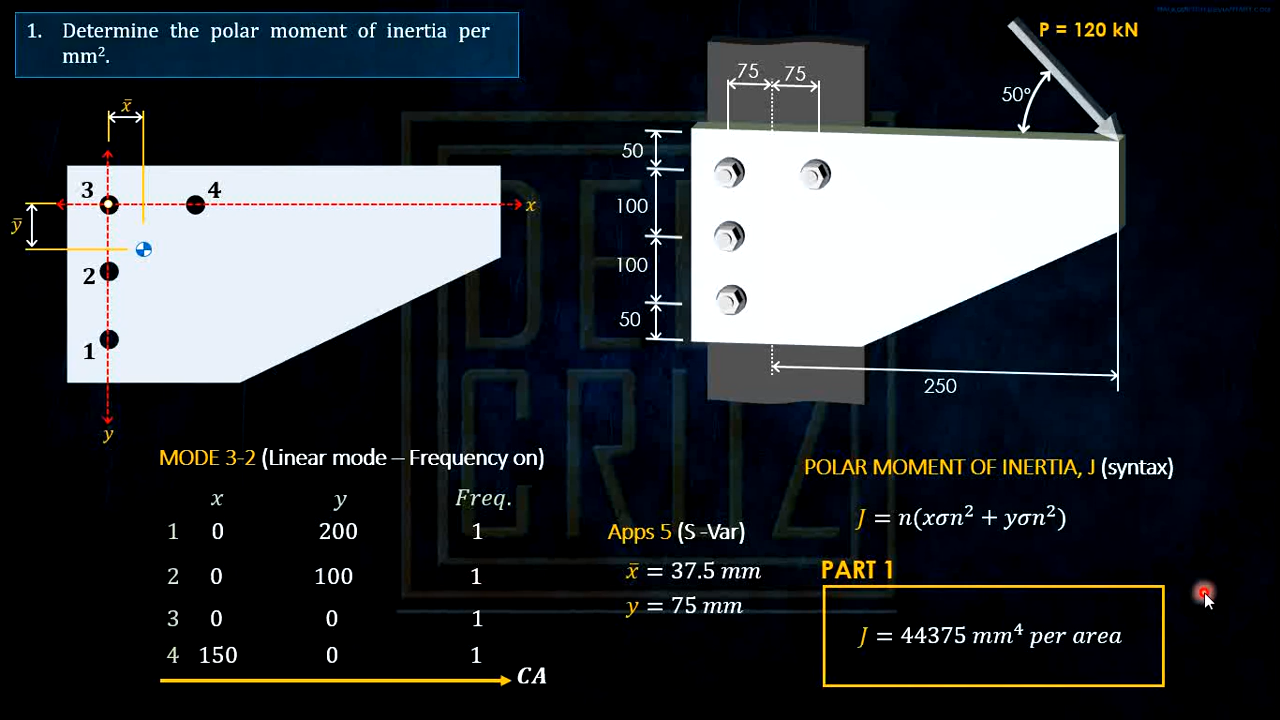 1. Determine the polar moment of inertia per
mm².
P = 120 kN
75 75
50°
x̄
50
3 4
x
ȳ
100
2
100
1
50
250
y
DEL
CRUZ
MODE 3-2 (Linear mode – Frequency on)
x y Freq.
1 0 200 1
2 0 100 1
3 0 0 1
4 150 0 1
CA
Apps 5 (S -Var)
x̄ = 37.5 mm
y = 75 mm
POLAR MOMENT OF INERTIA, J (syntax)
J = n(xσn² + yσn²)
PART 1
J = 44375 mm⁴ per area